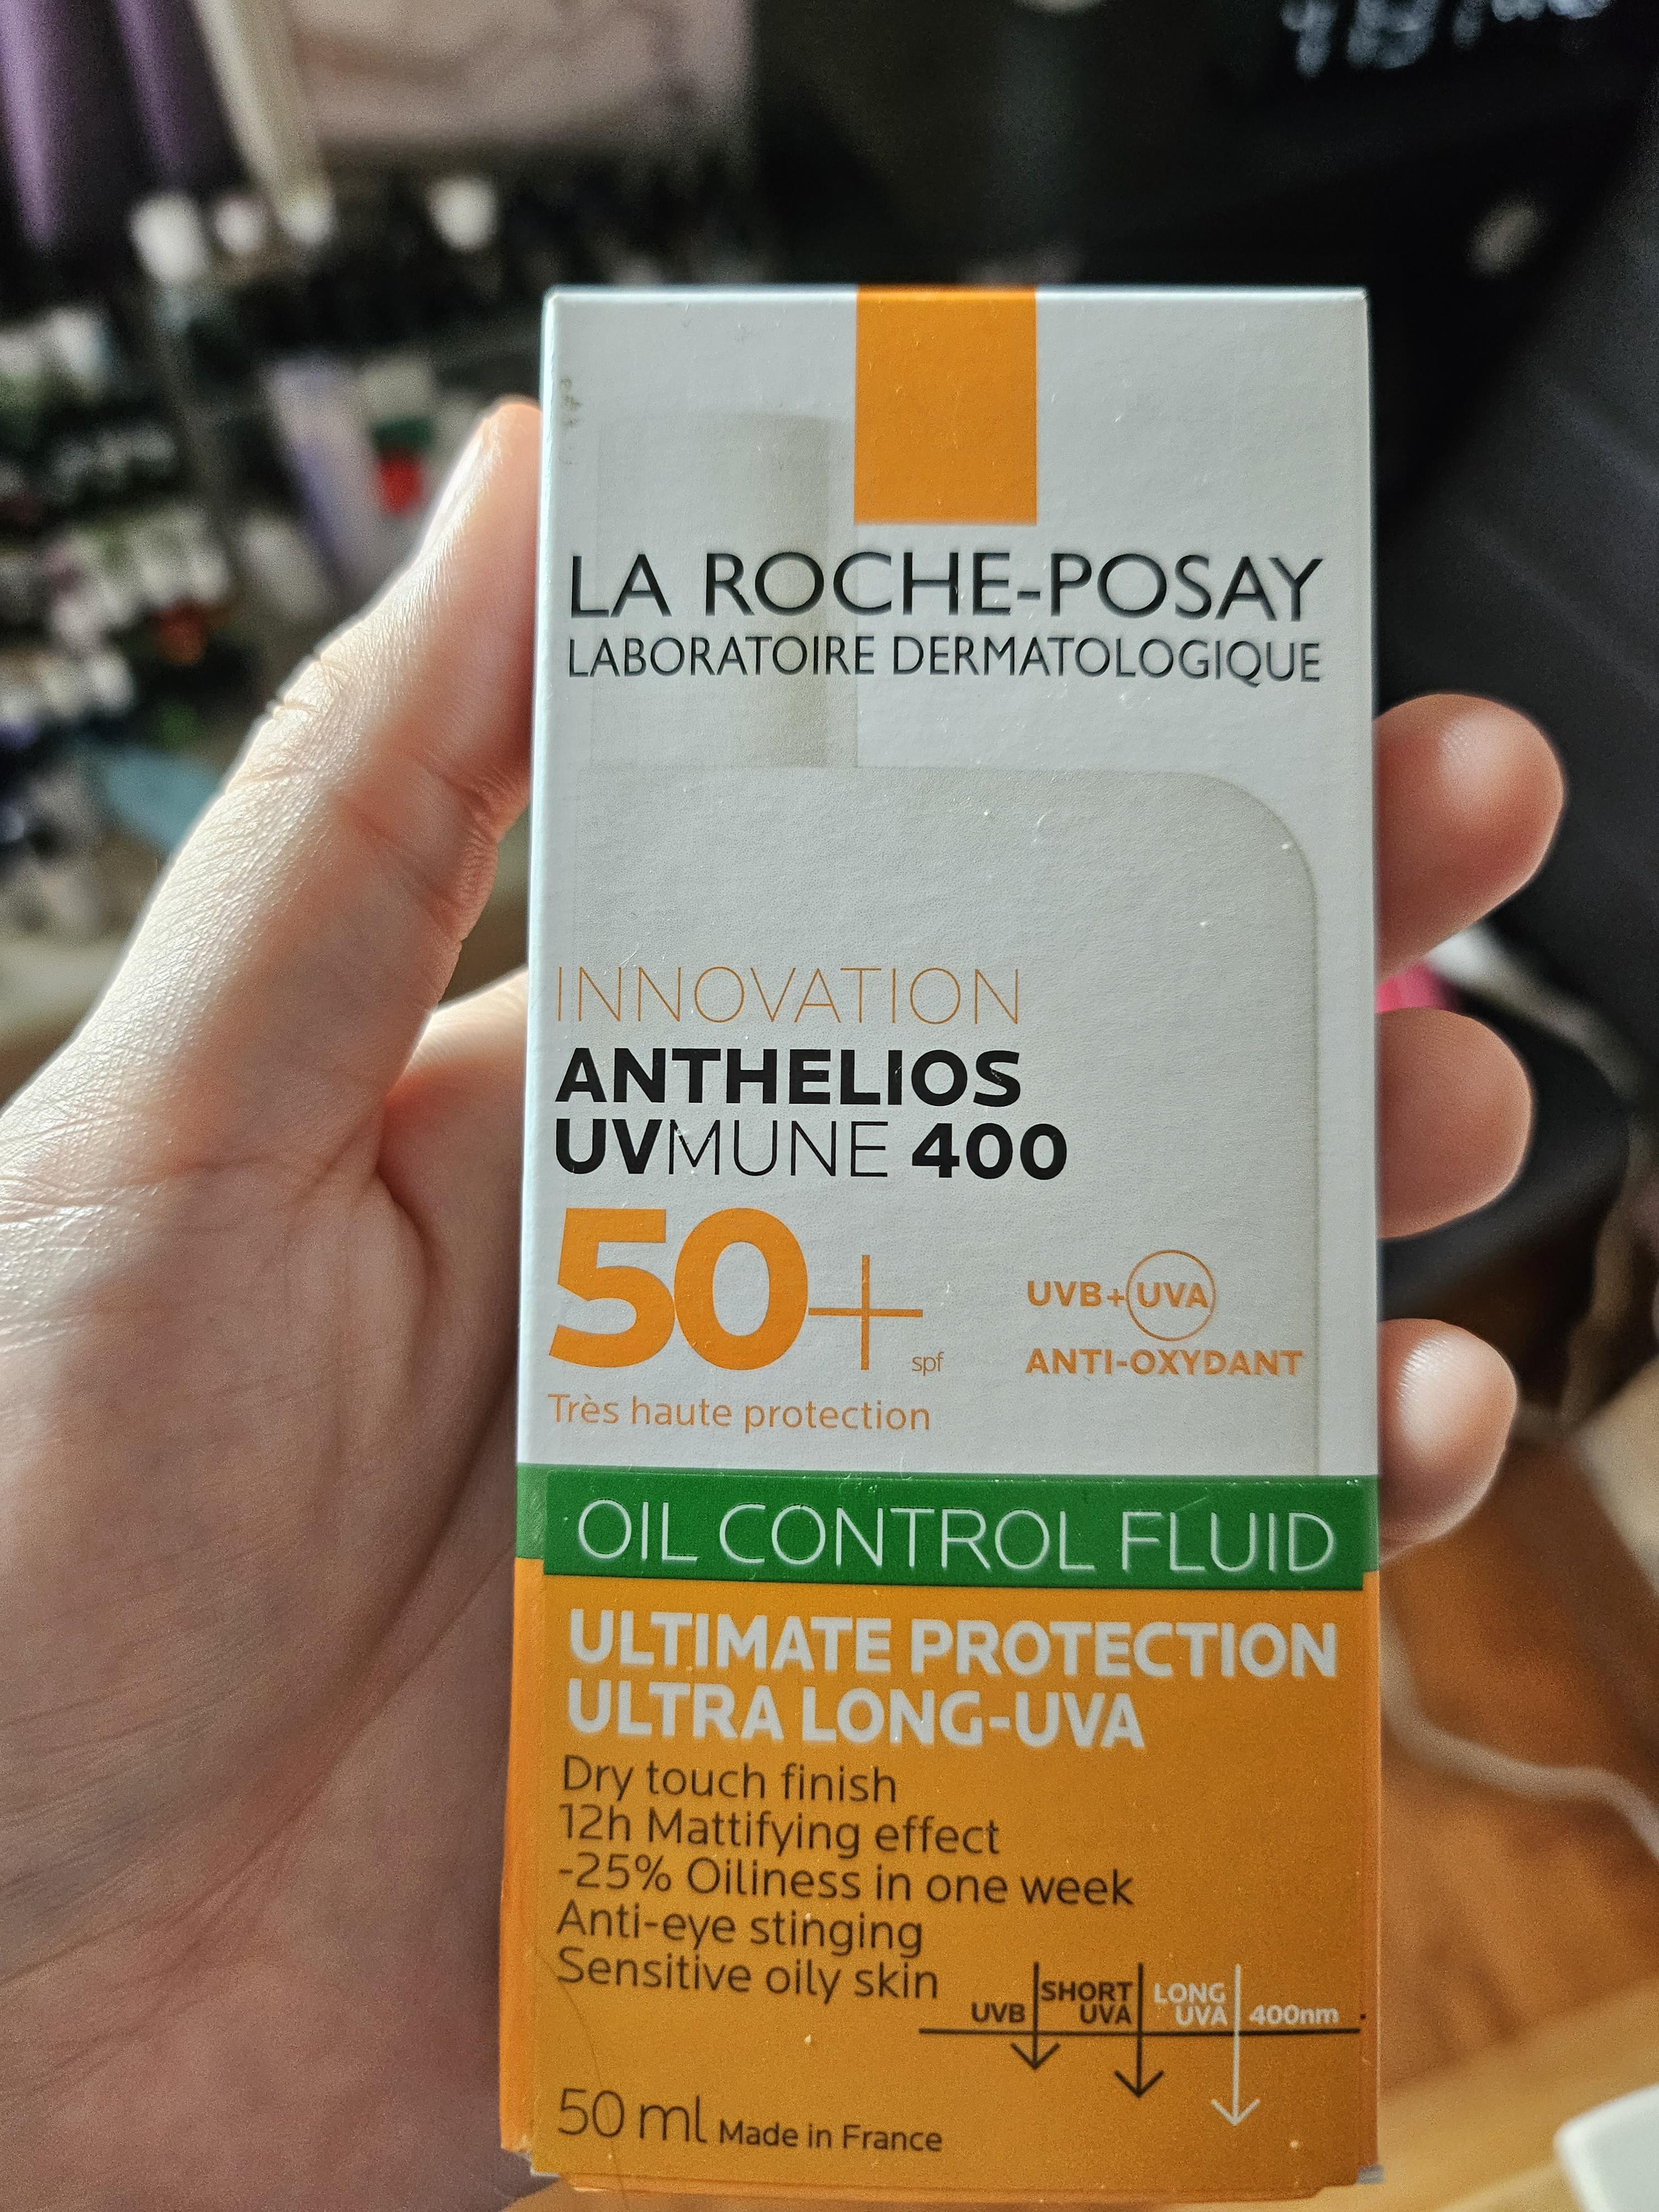 LA ROCHE-POSAY
LABORATOIRE DERMATOLOGIQUE
INNOVATION
ANTHELIOS
UVMUNE 400
50+ spf
UVB+UVA
ANTI-OXYDANT
Très haute protection
OIL CONTROL FLUID
ULTIMATE PROTECTION
ULTRA LONG-UVA
Dry touch finish
12h Mattifying effect
-25% Oiliness in one week
Anti-eye stinging
Sensitive oily skin
UVB
SHORT
UVA
LONG
UVA
400nm
50 ml Made in France